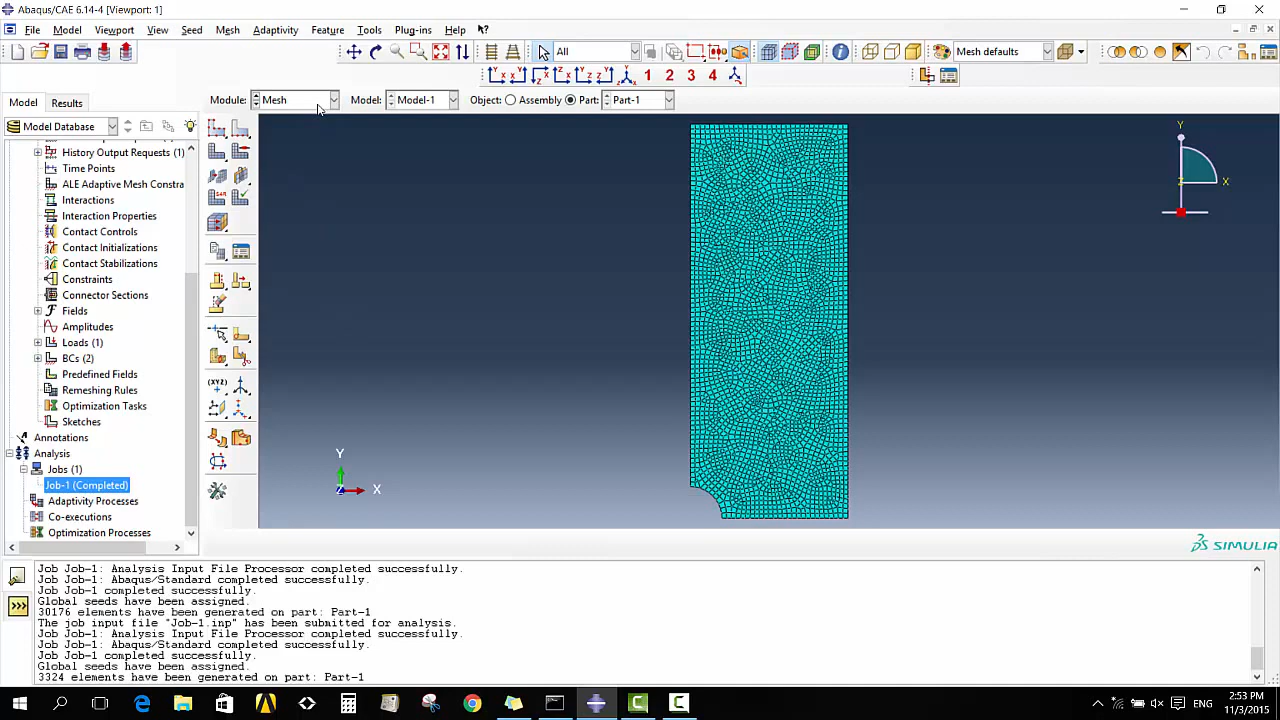 Abaqus/CAE 6.14-4 [Viewport: 1]
File Model Viewport View Seed Mesh Adaptivity Feature Tools Plug-ins Help
All
Mesh defaults
1 2 3 4
Model Results
Module: Mesh Model: Model-1 Object: Assembly Part: Part-1
Model Database
History Output Requests (1)
Time Points
ALE Adaptive Mesh Constra
Interactions
Interaction Properties
Contact Controls
Contact Initializations
Contact Stabilizations
Constraints
Connector Sections
Fields
Amplitudes
Loads (1)
BCs (2)
Predefined Fields
Remeshing Rules
Optimization Tasks
Sketches
Annotations
Analysis
Jobs (1)
Job-1 (Completed)
Adaptivity Processes
Co-executions
Optimization Processes
(XYZ)
Y
X
Z
Y
X
Z
SIMULIA
Job Job-1: Analysis Input File Processor completed successfully.
Job Job-1: Abaqus/Standard completed successfully.
Job Job-1 completed successfully.
Global seeds have been assigned.
30176 elements have been generated on part: Part-1
The job input file "Job-1.inp" has been submitted for analysis.
Job Job-1: Analysis Input File Processor completed successfully.
Job Job-1: Abaqus/Standard completed successfully.
Job Job-1 completed successfully.
Global seeds have been assigned.
3324 elements have been generated on part: Part-1
>>>
ENG
2:53 PM
11/3/2015